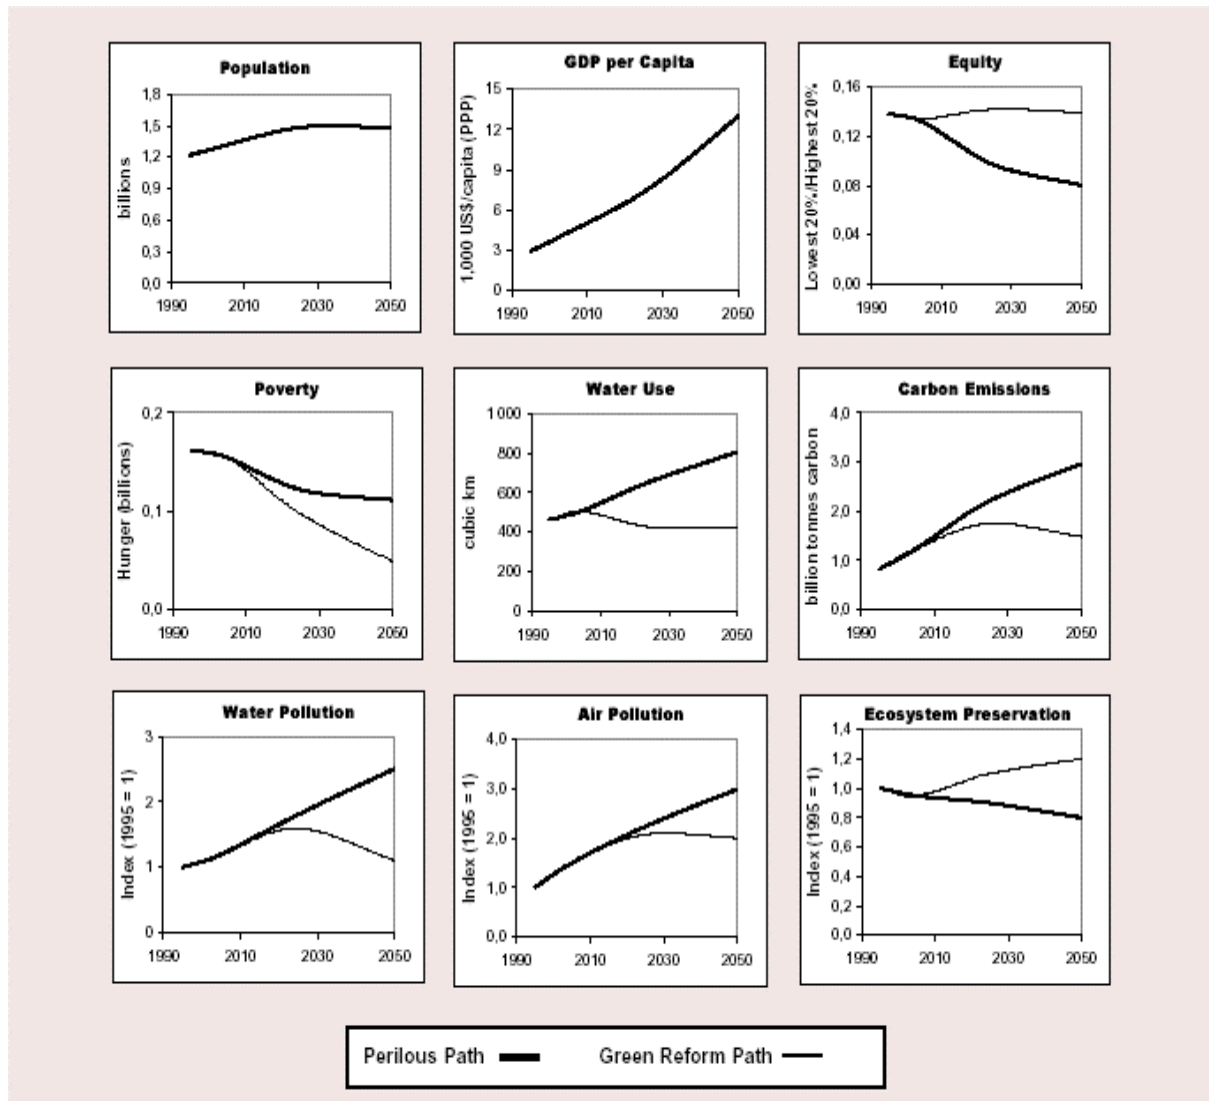 Population
billions
1,8
1,5
1,2
0,9
0,6
0,3
0,0
1990 2010 2030 2050
GDP per Capita
1,000 US$/capita (PPP)
15
12
9
6
3
0
1990 2010 2030 2050
Equity
Lowest 20%/Highest 20%
0,16
0,12
0,08
0,04
0,00
1990 2010 2030 2050
Poverty
Hunger (billions)
0,2
0,1
0,0
1990 2010 2030 2050
Water Use
cubic km
1 000
800
600
400
200
0
1990 2010 2030 2050
Carbon Emissions
billion tonnes carbon
4,0
3,0
2,0
1,0
0,0
1990 2010 2030 2050
Water Pollution
Index (1995 = 1)
3
2
1
0
1990 2010 2030 2050
Air Pollution
Index (1995 = 1)
4,0
3,0
2,0
1,0
0,0
1990 2010 2030 2050
Ecosystem Preservation
Index (1995 = 1)
1,4
1,2
1,0
0,8
0,6
0,4
0,2
0,0
1990 2010 2030 2050
Perilous Path Green Reform Path